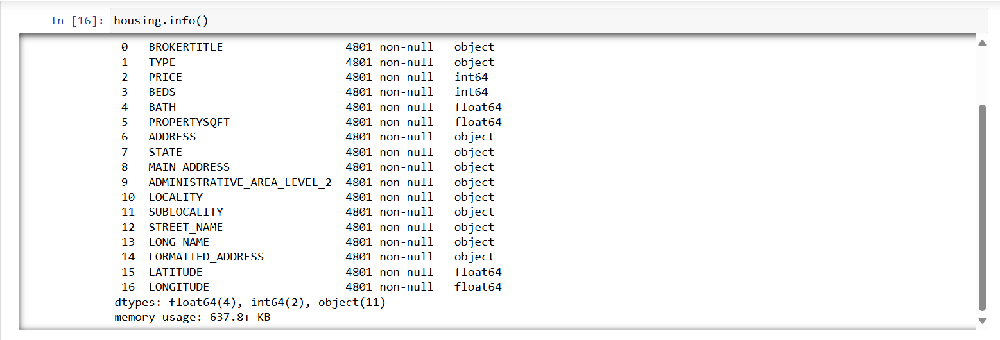 In [16]: housing.info()
0 BROKERTITLE 4801 non-null object
1 TYPE 4801 non-null object
2 PRICE 4801 non-null int64
3 BEDS 4801 non-null int64
4 BATH 4801 non-null float64
5 PROPERTYSQFT 4801 non-null float64
6 ADDRESS 4801 non-null object
7 STATE 4801 non-null object
8 MAIN_ADDRESS 4801 non-null object
9 ADMINISTRATIVE_AREA_LEVEL_2 4801 non-null object
10 LOCALITY 4801 non-null object
11 SUBLOCALITY 4801 non-null object
12 STREET_NAME 4801 non-null object
13 LONG_NAME 4801 non-null object
14 FORMATTED_ADDRESS 4801 non-null object
15 LATITUDE 4801 non-null float64
16 LONGITUDE 4801 non-null float64
dtypes: float64(4), int64(2), object(11)
memory usage: 637.8+ KB